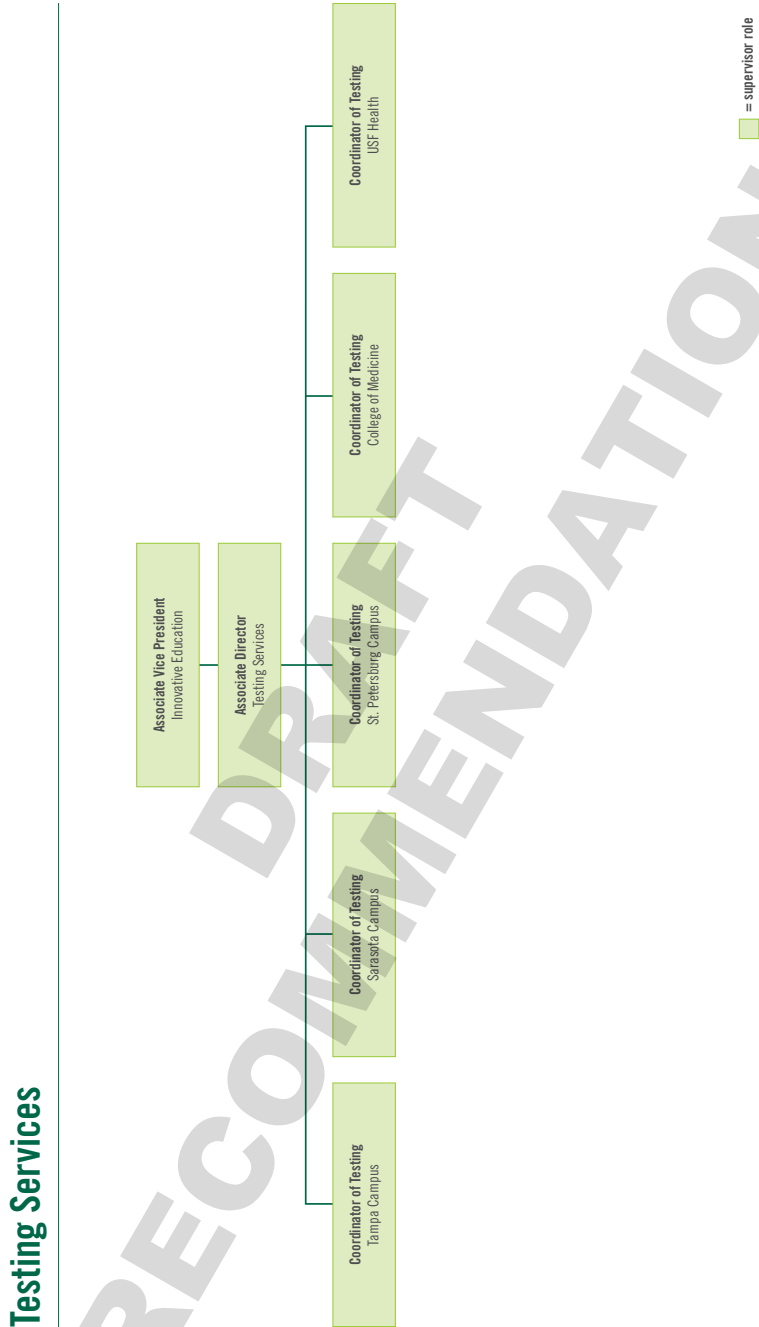 Testing Services
Associate Vice President
Innovative Education
Associate Director
Testing Services
Coordinator of Testing
Tampa Campus
Coordinator of Testing
Sarasota Campus
Coordinator of Testing
St. Petersburg Campus
Coordinator of Testing
College of Medicine
Coordinator of Testing
USF Health
= supervisor role
DRAFT
RECOMMENDATION